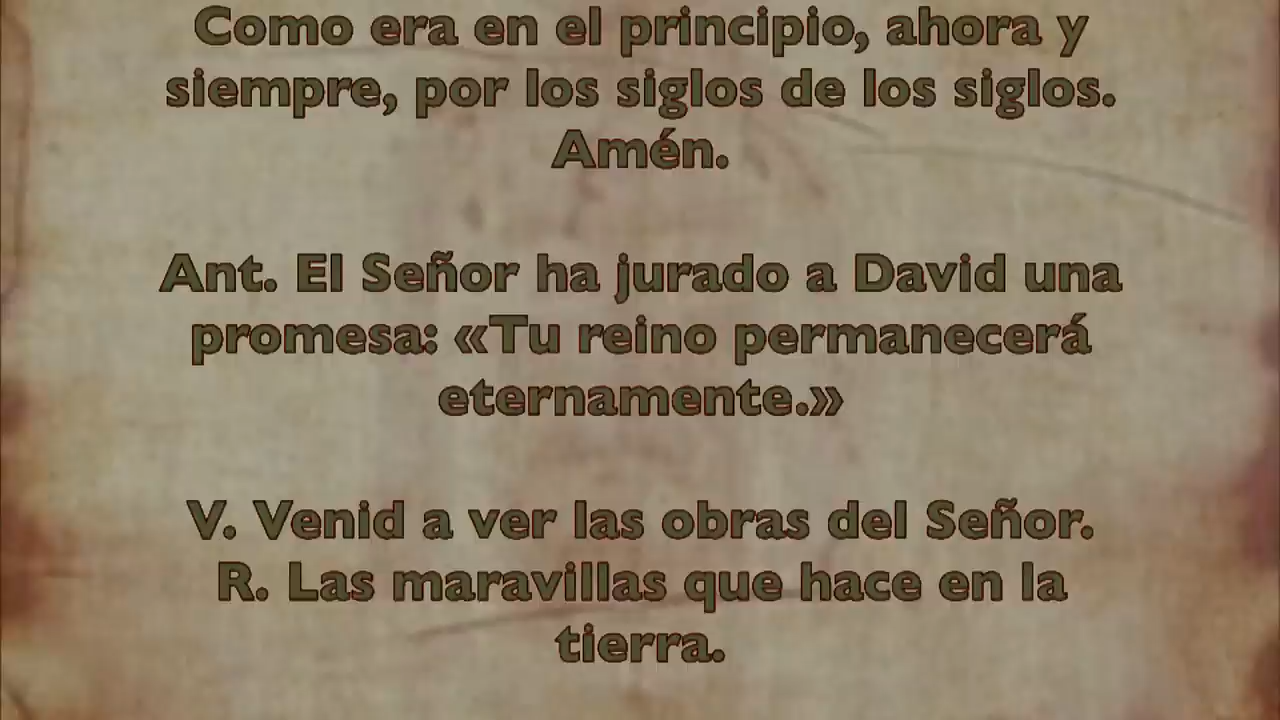 Como era en el principio, ahora y
siempre, por los siglos de los siglos.
Amén.
Ant. El Señor ha jurado a David una
promesa: «Tu reino permanecerá
eternamente.»
V. Venid a ver las obras del Señor.
R. Las maravillas que hace en la
tierra.